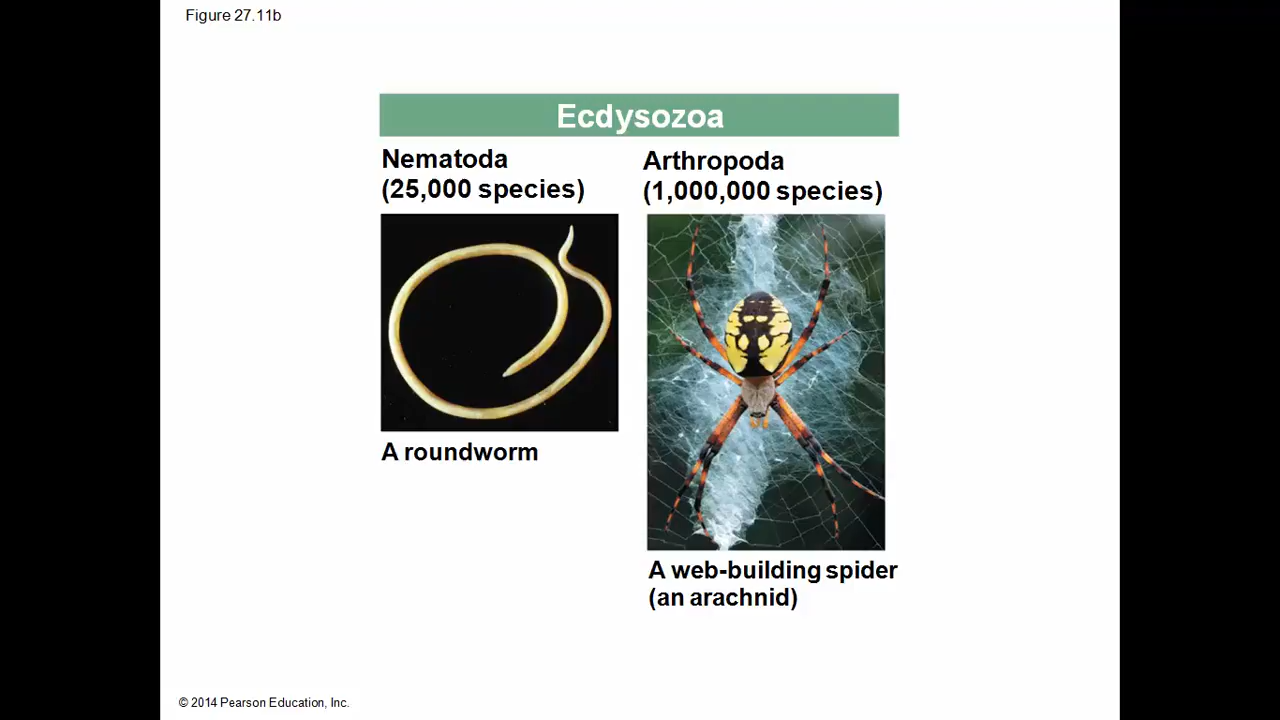 Figure 27.11b
Ecdysozoa
Nematoda
(25,000 species)
Arthropoda
(1,000,000 species)
A roundworm
A web-building spider
(an arachnid)
© 2014 Pearson Education, Inc.